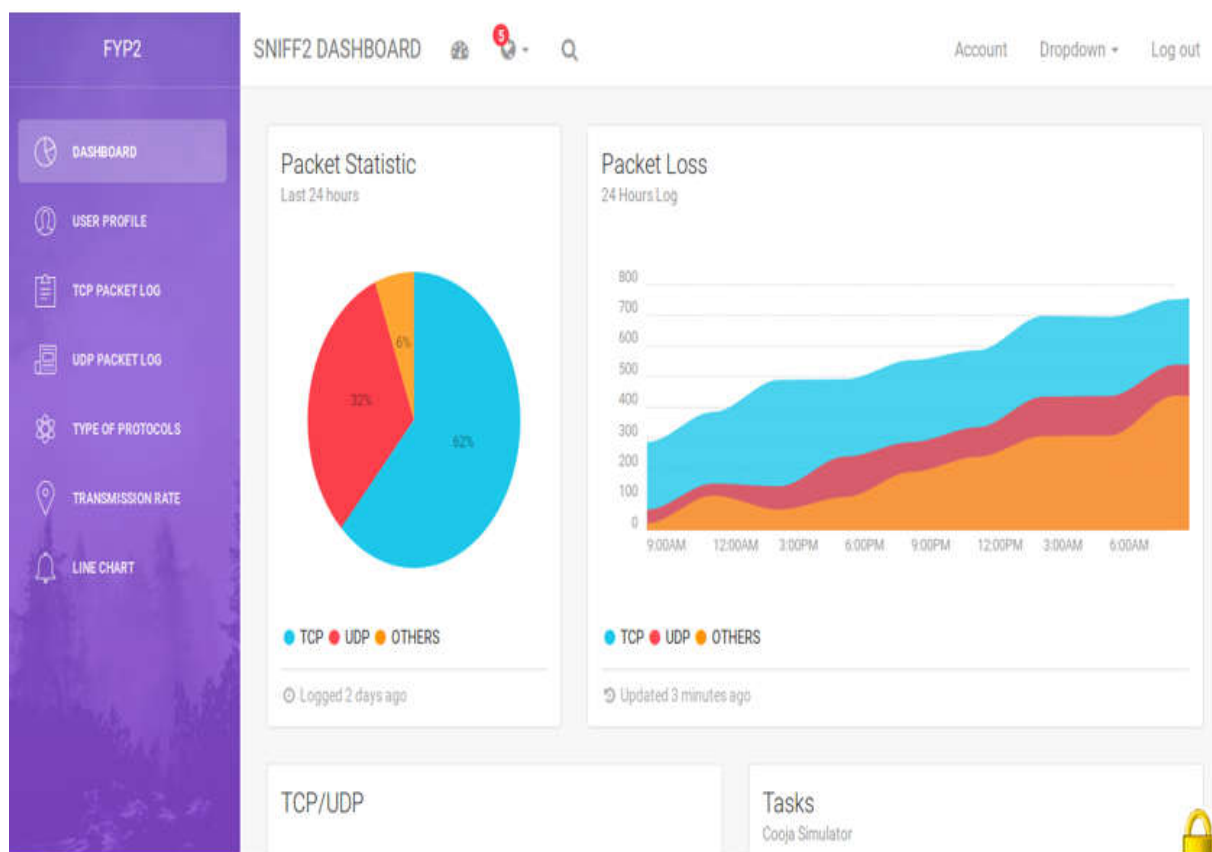 FYP2
SNIFF2 DASHBOARD
5
Account
Dropdown
Log out
DASHBOARD
USER PROFILE
TCP PACKET LOG
UDP PACKET LOG
TYPE OF PROTOCOLS
TRANSMISSION RATE
LINE CHART
Packet Statistic
Last 24 hours
6%
32%
62%
TCP UDP OTHERS
Logged 2 days ago
Packet Loss
24 Hours Log
800
700
600
500
400
300
200
100
0
9:00AM 12:00AM 3:00PM 6:00PM 9:00PM 12:00PM 3:00AM 6:00AM
TCP UDP OTHERS
Updated 3 minutes ago
TCP/UDP
Tasks
Cooja Simulator